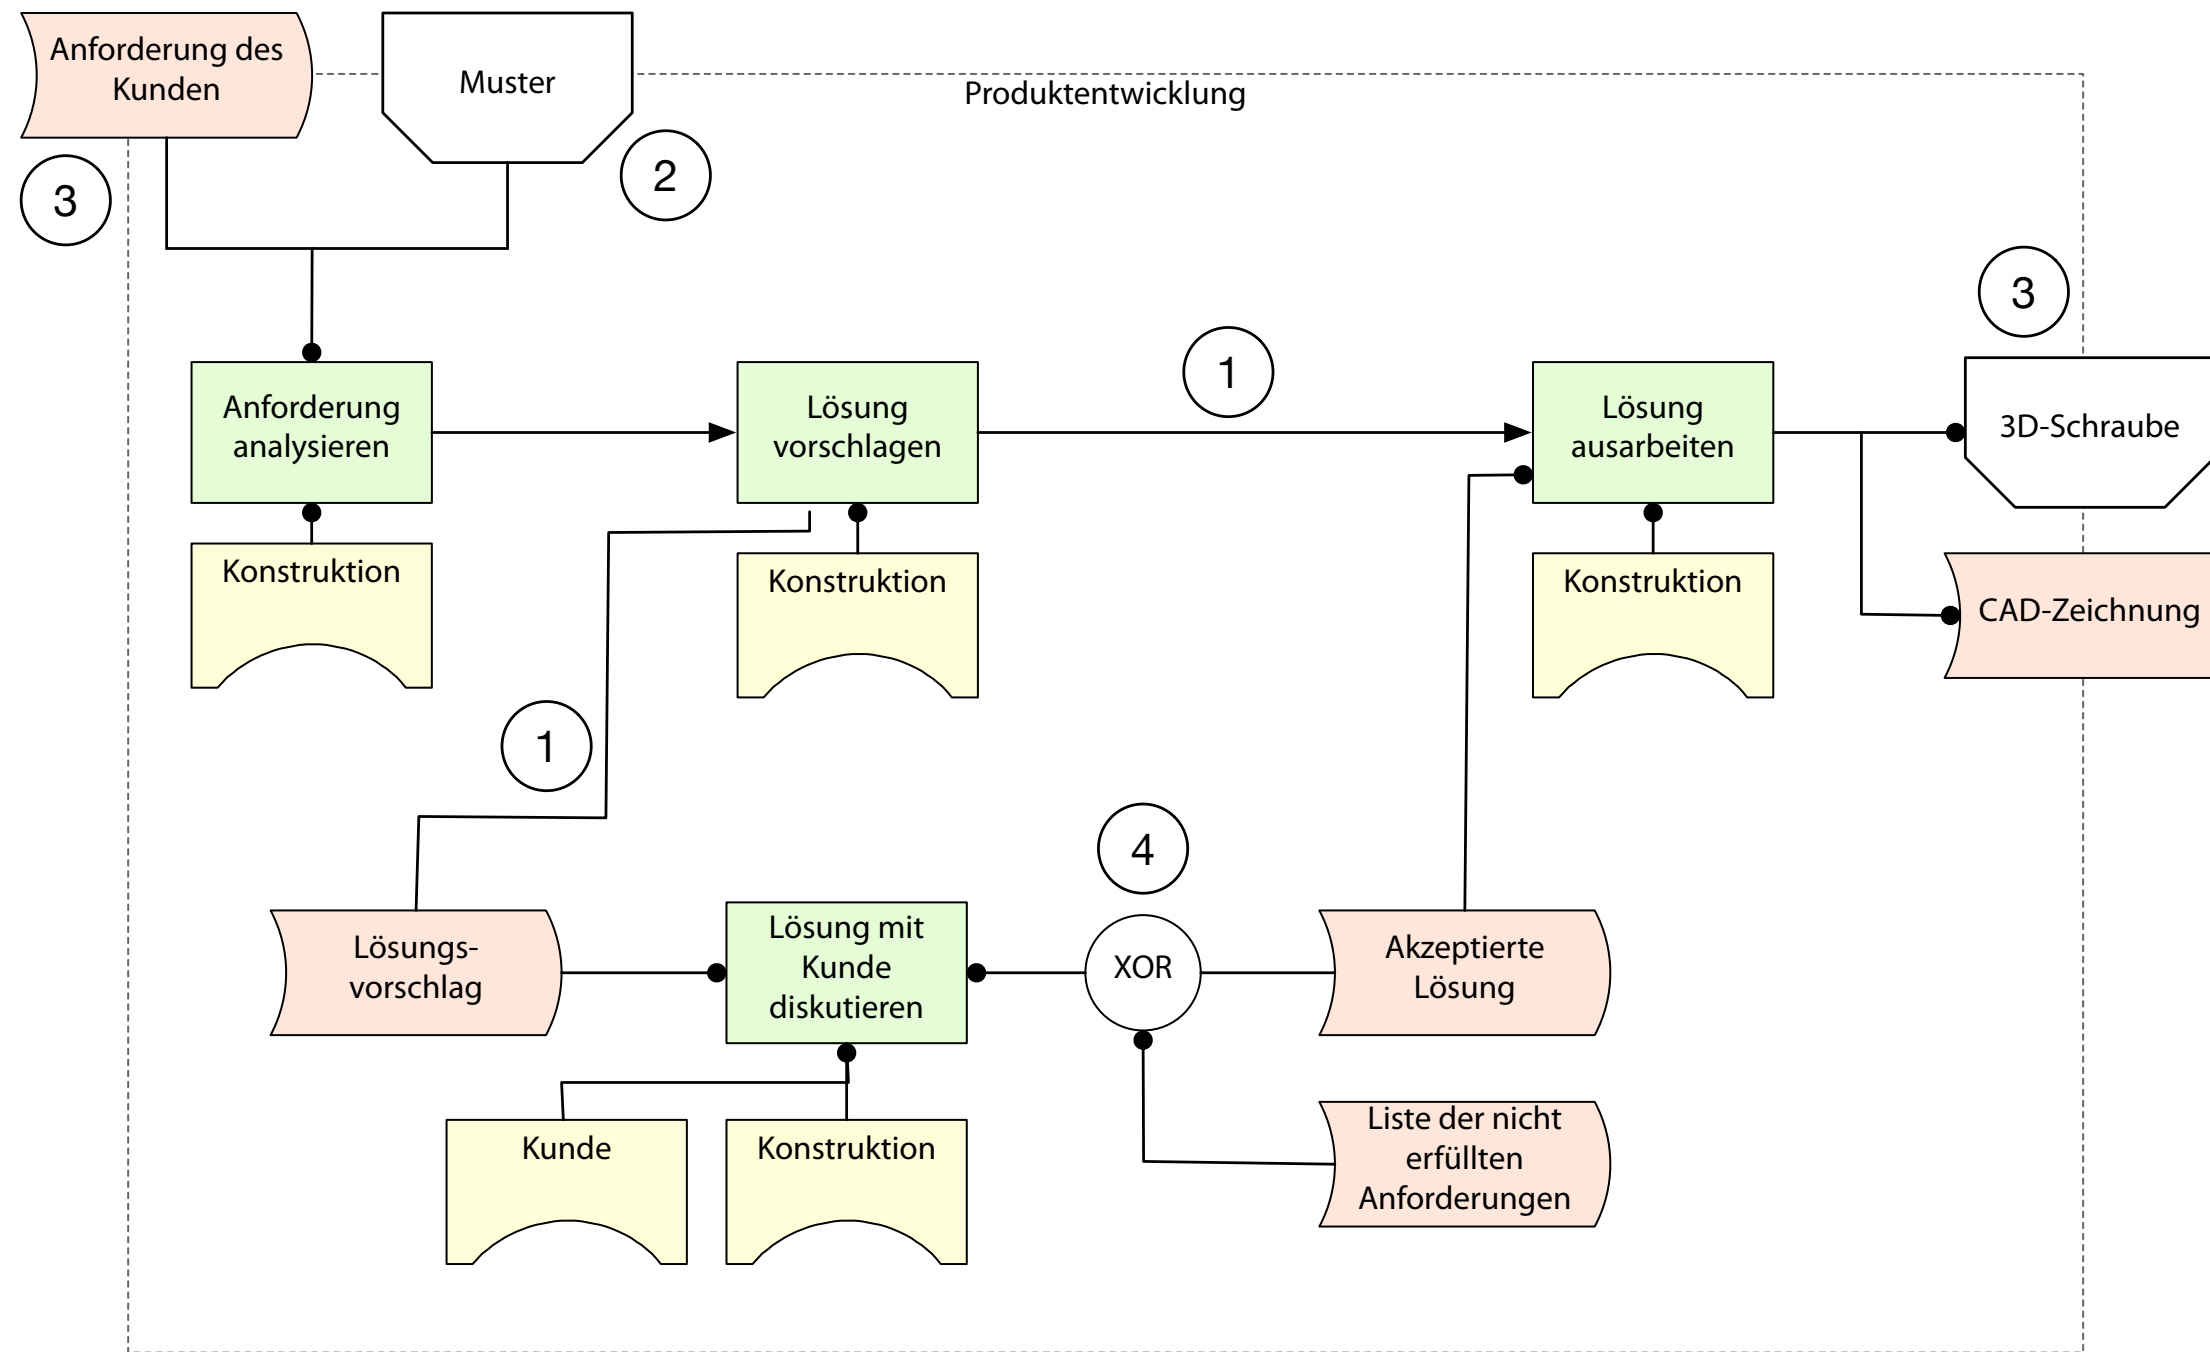 Anforderung des
Kunden
Muster
Produktentwicklung
3
2
3
1
Anforderung
analysieren
Lösung
vorschlagen
Lösung
ausarbeiten
3D-Schraube
Konstruktion
Konstruktion
Konstruktion
CAD-Zeichnung
1
4
Lösungs-
vorschlag
Lösung mit
Kunde
diskutieren
XOR
Akzeptierte
Lösung
Kunde
Konstruktion
Liste der nicht
erfüllten
Anforderungen